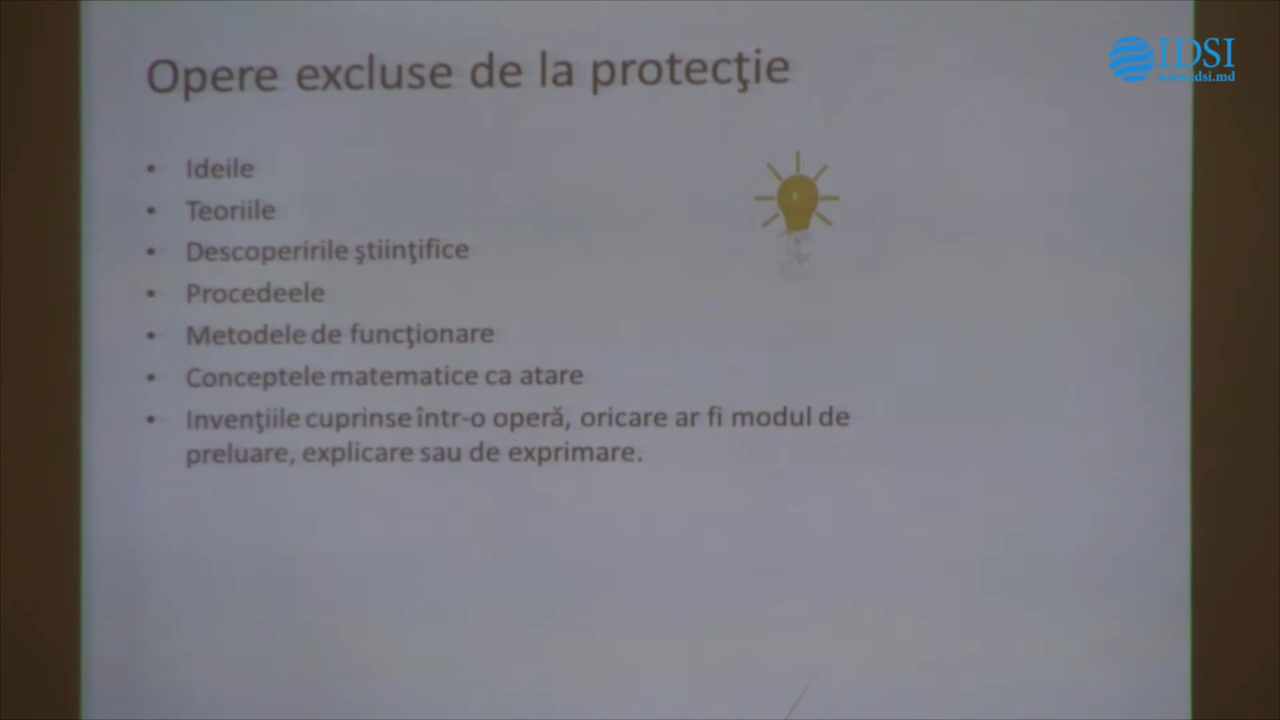 Opere excluse de la protecţie
IDSI
www.idsi.md
• Ideile
• Teoriile
• Descoperirile ştiinţifice
• Procedeele
• Metodele de funcţionare
• Conceptele matematice ca atare
• Invenţiile cuprinse într-o operă, oricare ar fi modul de
preluare, explicare sau de exprimare.